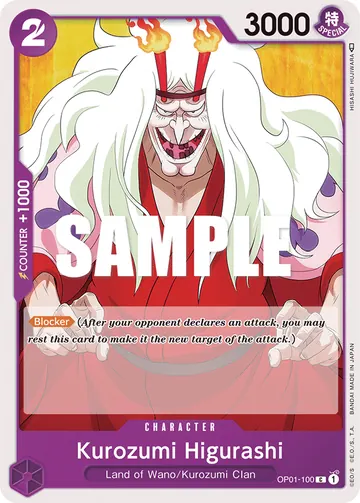 2
3000
特
SPECIAL
HISASHI FUJIWARA
COUNTER +1000
SAMPLE
Blocker (After your opponent declares an attack, you may
rest this card to make it the new target of the attack.)
CHARACTER
Kurozumi Higurashi
Land of Wano/Kurozumi Clan
OP01-100 C 1
©E.O./S. ©E.O./S., T.A. BANDAI MADE IN JAPAN